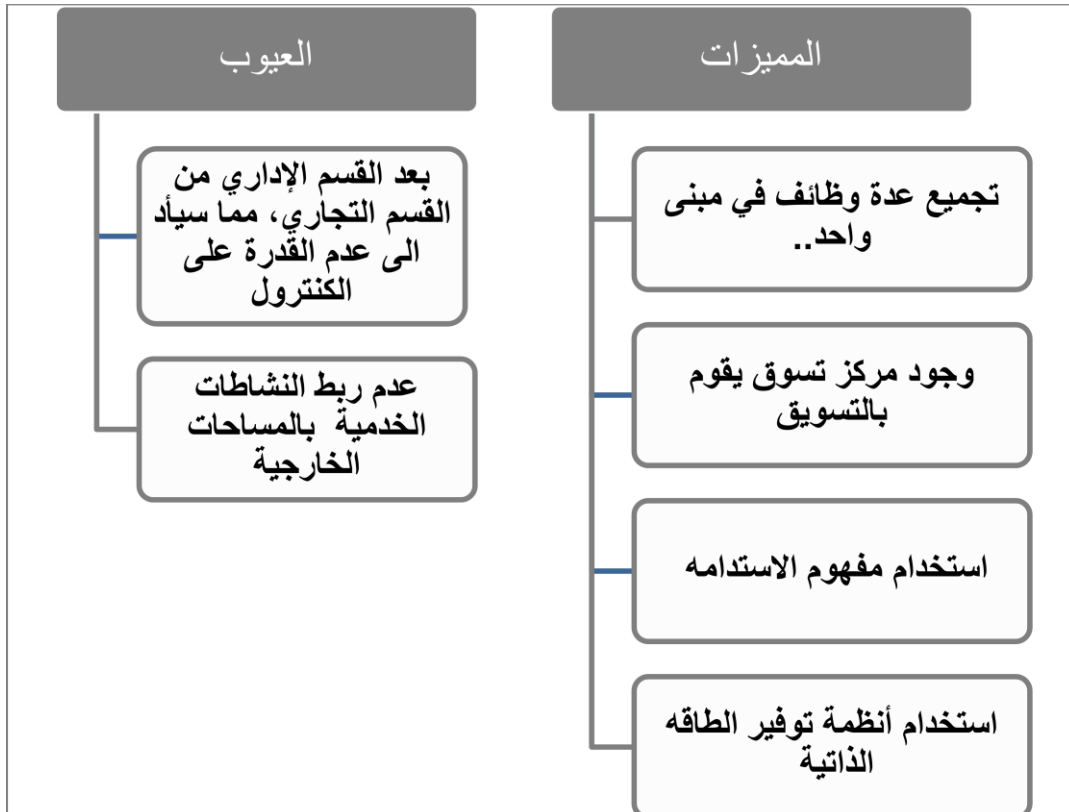 المميزات
تجميع عدة وظائف في مبنى
واحد..
وجود مركز تسوق يقوم
بالتسويق
استخدام مفهوم الاستدامه
استخدام أنظمة توفير الطاقه
الذاتية
العيوب
بعد القسم الإداري من
القسم التجاري، مما سيأد
الى عدم القدرة على
الكنترول
عدم ربط النشاطات
الخدمية بالمساحات
الخارجية